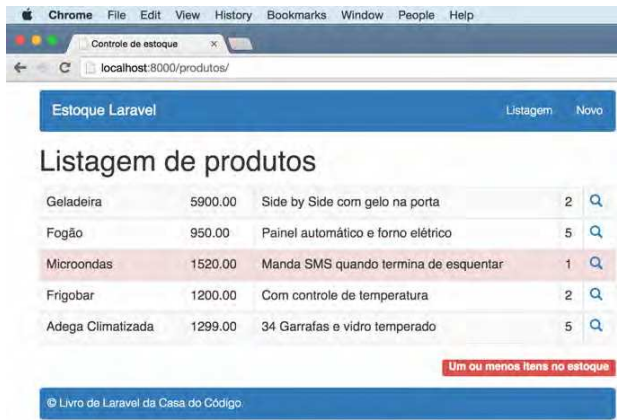 Chrome File Edit View History Bookmarks Window People Help
Controle de estoque
localhost:8000/produtos/
Estoque Laravel Listagem Novo
Listagem de produtos
Geladeira 5900.00 Side by Side com gelo na porta 2
Fogão 950.00 Painel automático e forno elétrico 5
Microondas 1520.00 Manda SMS quando termina de esquentar 1
Frigobar 1200.00 Com controle de temperatura 2
Adega Climatizada 1299.00 34 Garrafas e vidro temperado 5
Um ou menos itens no estoque
© Livro de Laravel da Casa do Código.